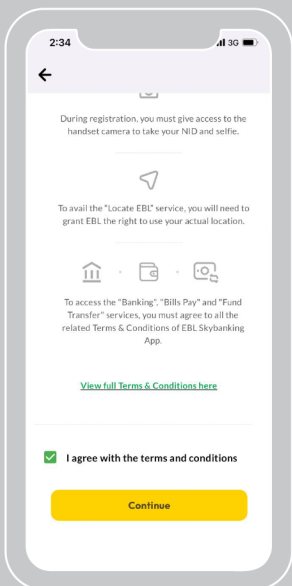 2:34
3G
During registration, you must give access to the
handset camera to take your NID and selfie.
To avail the "Locate EBL" service, you will need to
grant EBL the right to use your actual location.
To access the "Banking", "Bills Pay" and "Fund
Transfer" services, you must agree to all the
related Terms & Conditions of EBL Skybanking
App.
View full Terms & Conditions here
I agree with the terms and conditions
Continue